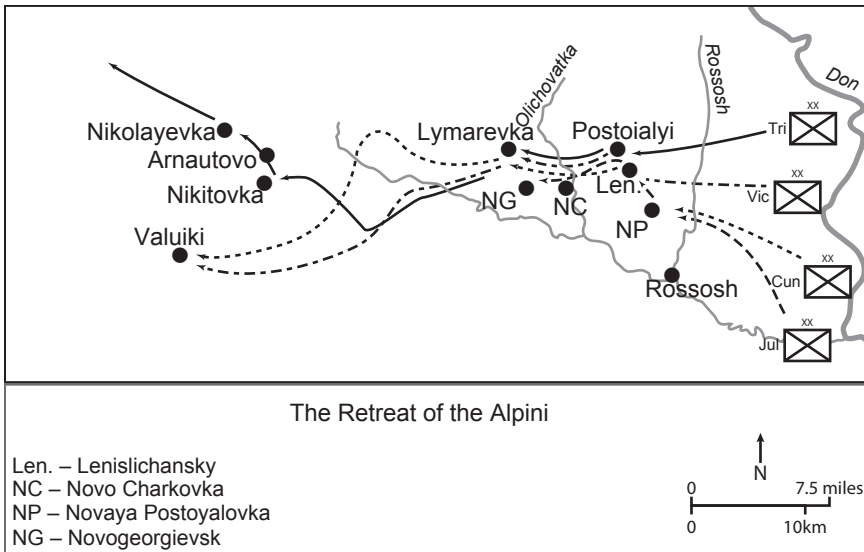 Olichovatka
Rossosh
Don
xx
Tri
Nikolayevka
Lymarevka
Postoialyi
Arnautovo
Len.
xx
Vic
Nikitovka
NG
NC
NP
Valuiki
xx
Cun
Rossosh
xx
Jul
The Retreat of the Alpini
Len. – Lenislichansky
NC – Novo Charkovka
NP – Novaya Postoyalovka
NG – Novogeorgievsk
N
0 7.5 miles
0 10km